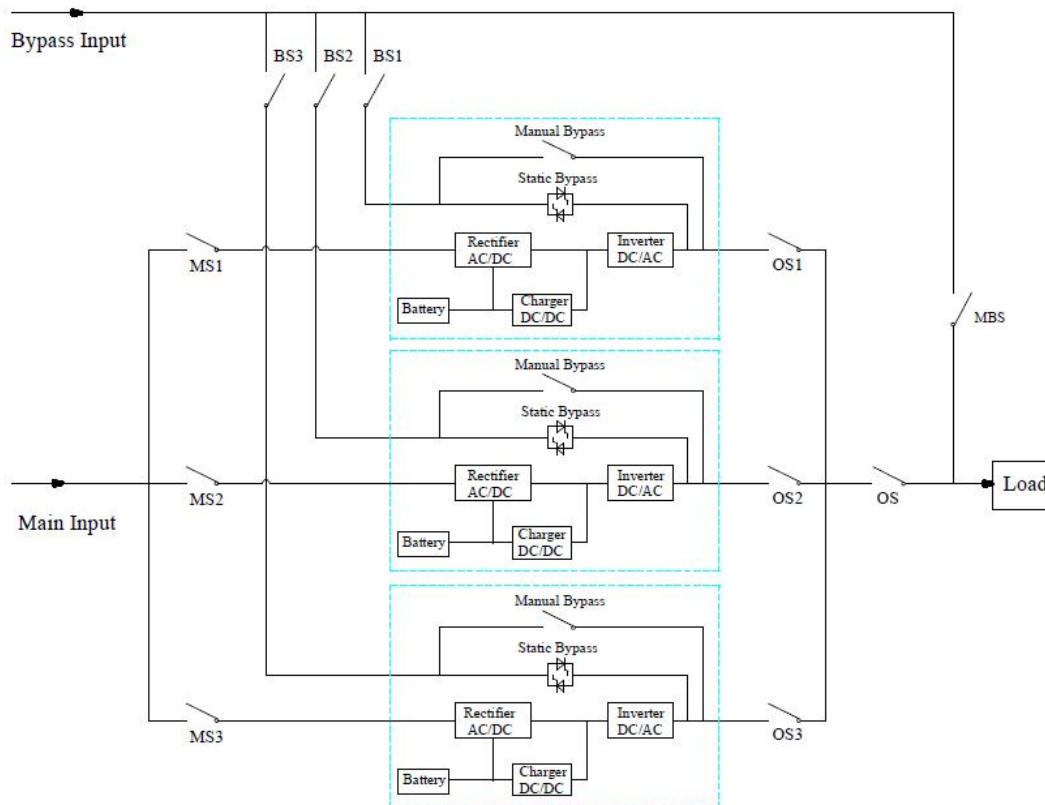 Bypass Input
BS3
BS2
BS1
Manual Bypass
Static Bypass
Rectifier
AC/DC
Inverter
DC/AC
MS1
OS1
Battery
Charger
DC/DC
MBS
Manual Bypass
Static Bypass
Rectifier
AC/DC
Inverter
DC/AC
MS2
OS2
OS
Load
Main Input
Battery
Charger
DC/DC
Manual Bypass
Static Bypass
Rectifier
AC/DC
Inverter
DC/AC
MS3
OS3
Battery
Charger
DC/DC